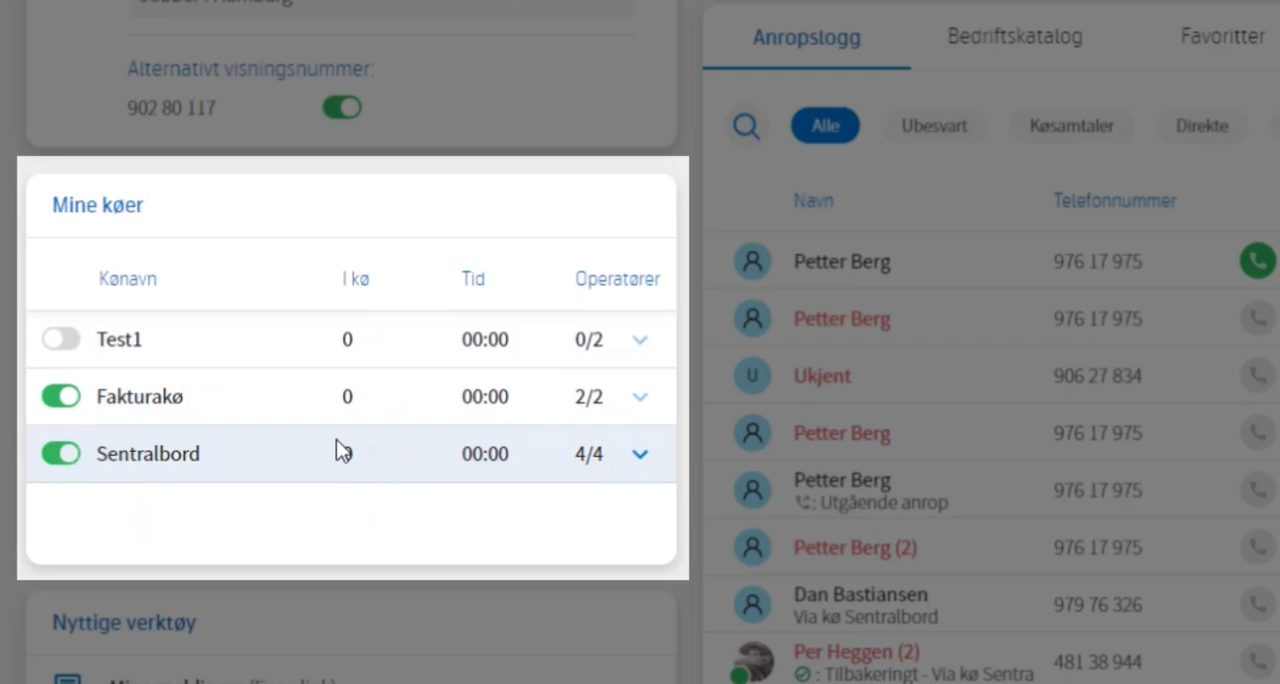 Alternativt visningsnummer:
902 80 117
Mine køer
Kønavn I kø Tid Operatører
Test1 0 00:00 0/2
Fakturakø 0 00:00 2/2
Sentralbord 00:00 4/4
Nyttige verktøy
Anropslogg Bedriftskatalog Favoritter
Alle Ubesvart Køsamtaler Direkte
Navn Telefonnummer
Petter Berg 976 17 975
Petter Berg 976 17 975
U Ukjent 906 27 834
Petter Berg 976 17 975
Petter Berg 976 17 975
: Utgående anrop
Petter Berg (2) 976 17 975
Dan Bastiansen 979 76 326
Via kø Sentralbord
Per Heggen (2) 481 38 944
: Tilbakeringt - Via kø Sentra